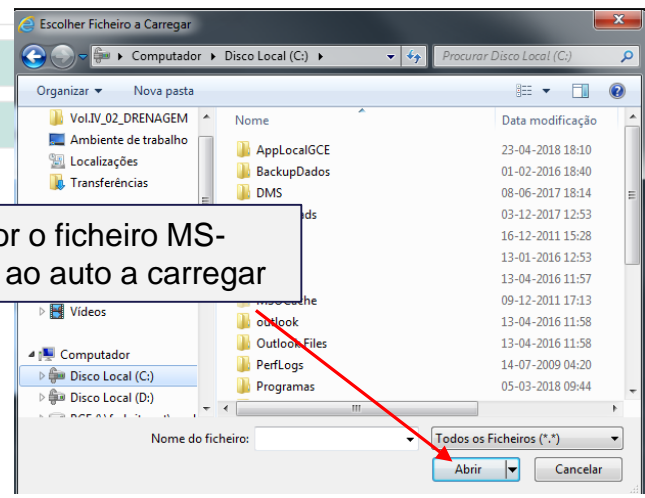 Escolher Ficheiro a Carregar
Computador Disco Local (C:)
Procurar Disco Local (C:)
Organizar Nova pasta
Vol.IV_02_DRENAGEM
Ambiente de trabalho
Localizações
Transferências
Vídeos
Computador
Disco Local (C:)
Disco Local (D:)
Nome Data modificação
AppLocalGCE 23-04-2018 18:10
BackupDados 01-02-2016 18:40
DMS 08-06-2017 18:14
03-12-2017 12:53
16-12-2011 15:28
13-01-2016 12:53
13-04-2016 11:57
MSOCache 09-12-2011 17:13
outlook 13-04-2016 11:58
Outlook Files 13-04-2016 11:58
PerfLogs 14-07-2009 04:20
Programas 05-03-2018 09:44
or o ficheiro MS-
ao auto a carregar
Nome do ficheiro: Todos os Ficheiros (*.*)
Abrir Cancelar